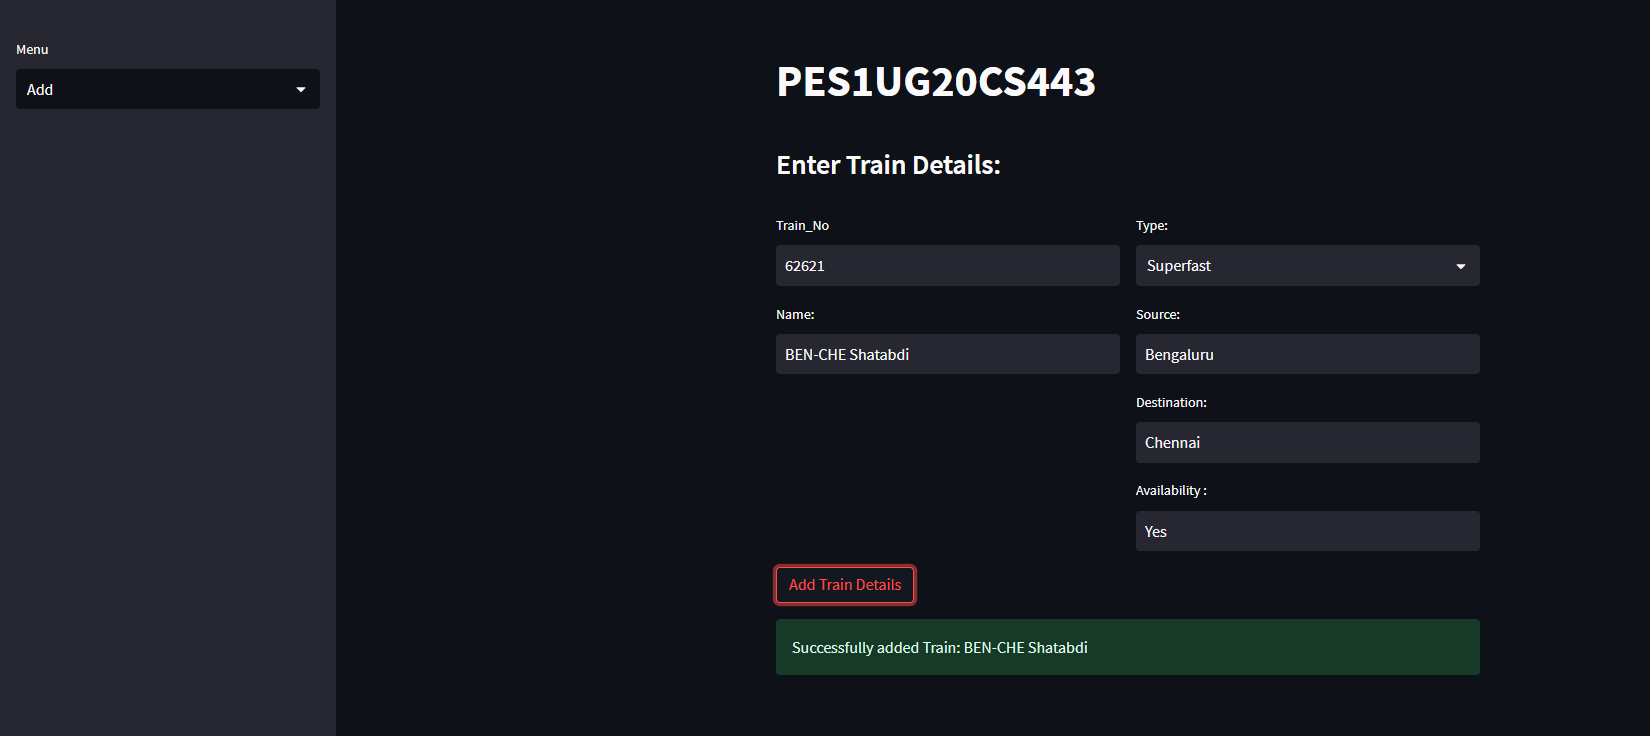 Menu
Add
PES1UG20CS443
Enter Train Details:
Train_No
62621
Name:
BEN-CHE Shatabdi
Type:
Superfast
Source:
Bengaluru
Destination:
Chennai
Availability :
Yes
Add Train Details
Successfully added Train: BEN-CHE Shatabdi